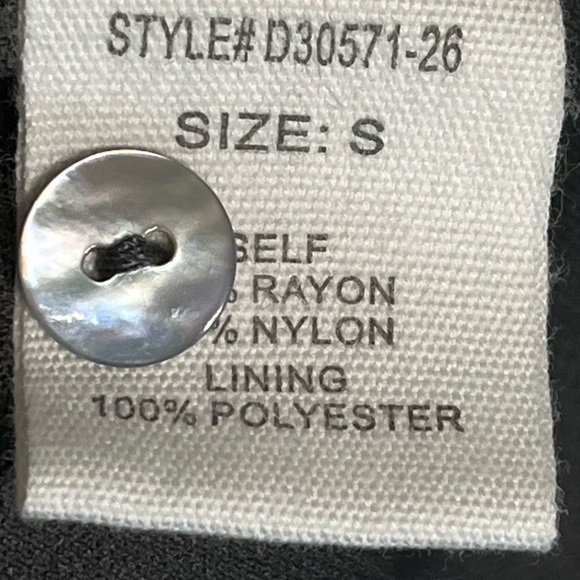 STYLE# D30571-26
SIZE: S
SELF
% RAYON
% NYLON
LINING
100% POLYESTER